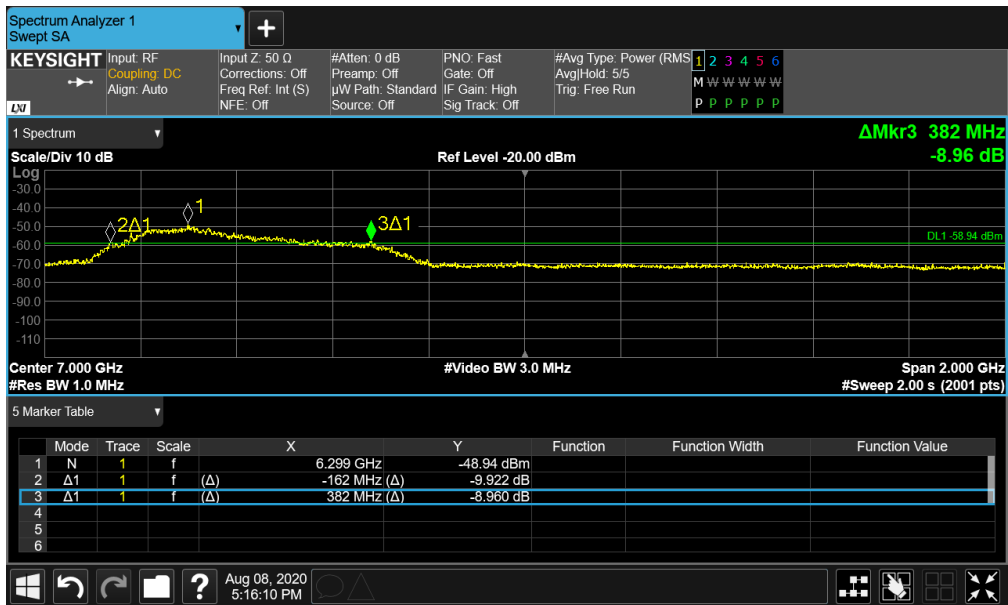 Spectrum Analyzer 1
Swept SA
+
KEYSIGHT
LXI
Input: RF
Coupling: DC
Align: Auto
Input Z: 50 Ω
Corrections: Off
Freq Ref: Int (S)
NFE: Off
#Atten: 0 dB
Preamp: Off
µW Path: Standard
Source: Off
PNO: Fast
Gate: Off
IF Gain: High
Sig Track: Off
#Avg Type: Power (RMS
Avg|Hold: 5/5
Trig: Free Run
1 2 3 4 5 6
M W W W W W
P P P P P P
1 Spectrum
ΔMkr3 382 MHz
-8.96 dB
Scale/Div 10 dB
Ref Level -20.00 dBm
Log
-30.0
-40.0
-50.0
-60.0
-70.0
-80.0
-90.0
-100
-110
2Δ1
1
3Δ1
DL1 -58.94 dBm
Center 7.000 GHz
#Video BW 3.0 MHz
Span 2.000 GHz
#Res BW 1.0 MHz
#Sweep 2.00 s (2001 pts)
5 Marker Table
Mode Trace Scale X Y Function Function Width Function Value
1 N 1 f 6.299 GHz -48.94 dBm
2 Δ1 1 f (Δ) -162 MHz (Δ) -9.922 dB
3 Δ1 1 f (Δ) 382 MHz (Δ) -8.960 dB
4
5
6
?
Aug 08, 2020
5:16:10 PM